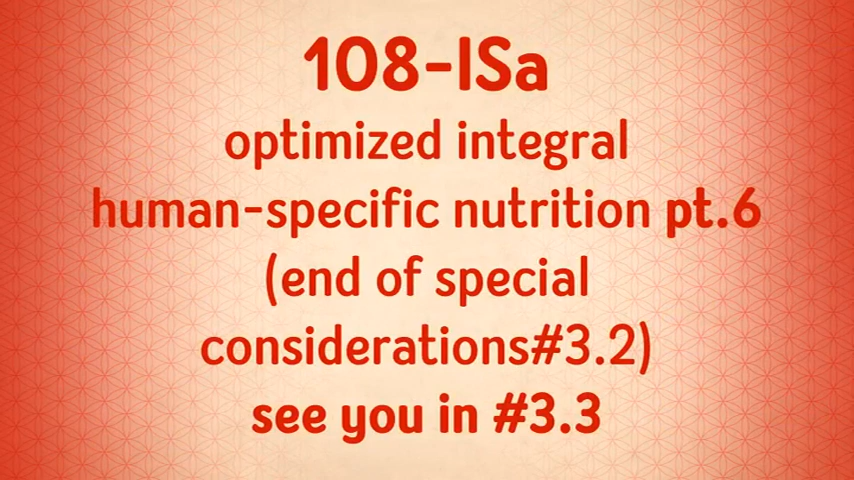 108-ISa
optimized integral
human-specific nutrition pt.6
(end of special
considerations#3.2)
see you in #3.3